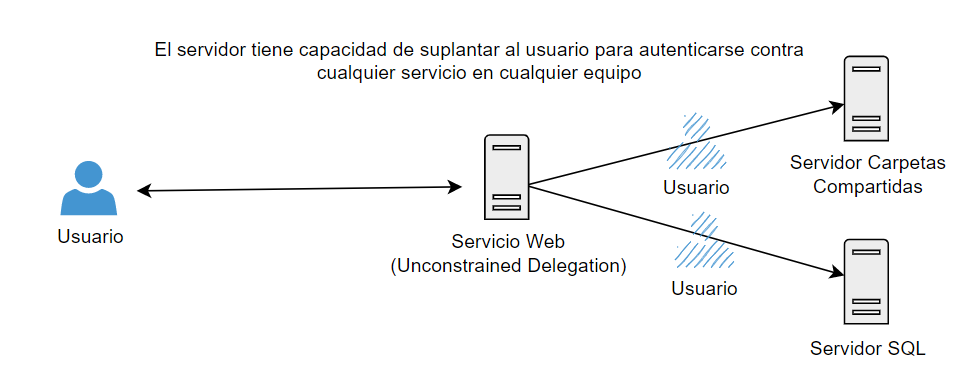 El servidor tiene capacidad de suplantar al usuario para autenticarse contra
cualquier servicio en cualquier equipo
Usuario
Servicio Web
(Unconstrained Delegation)
Usuario
Servidor Carpetas
Compartidas
Usuario
Servidor SQL